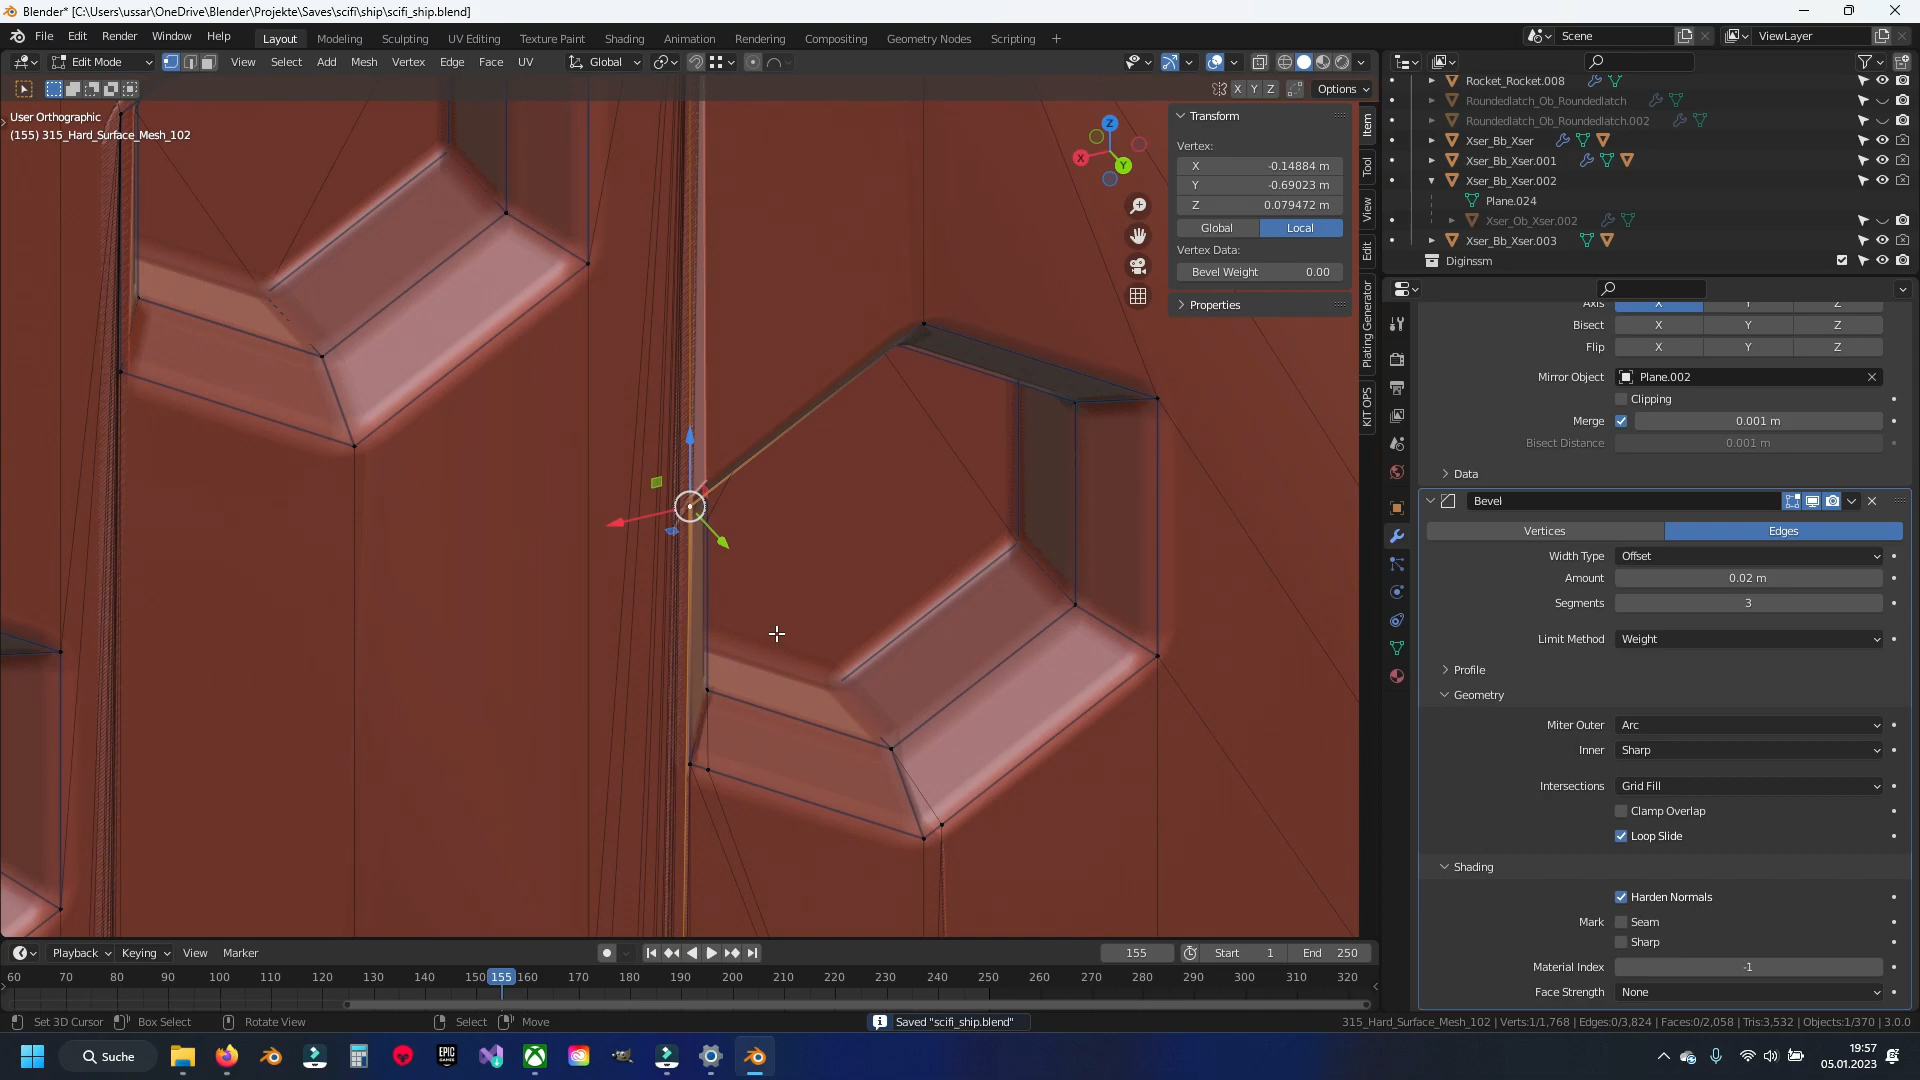 Blender* [C:\Users\ussar\OneDrive\Blender\Projekte\Saves\scifi\ship\scifi_ship.blend]
File Edit Render Window Help Layout Modeling Sculpting UV Editing Texture Paint Shading Animation Rendering Compositing Geometry Nodes Scripting + Scene ViewLayer
Edit Mode View Select Add Mesh Vertex Edge Face UV Global
X Y Z Options
User Orthographic
(155) 315_Hard_Surface_Mesh_102
Z
X
Y
Transform
Vertex:
X -0.14884 m
Y -0.69023 m
Z 0.079472 m
Global Local
Vertex Data:
Bevel Weight 0.00
Properties
Item
Tool
View
Edit
Plating Generator
KIT OPS
Rocket_Rocket.008
Roundedlatch_Ob_Roundedlatch
Roundedlatch_Ob_Roundedlatch.002
Xser_Bb_Xser
Xser_Bb_Xser.001
Xser_Bb_Xser.002
Plane.024
Xser_Ob_Xser.002
Xser_Bb_Xser.003
Diginssm
Axis X Y Z
Bisect X Y Z
Flip X Y Z
Mirror Object Plane.002
Clipping
Merge 0.001 m
Bisect Distance 0.001 m
Data
Bevel
Vertices Edges
Width Type Offset
Amount 0.02 m
Segments 3
Limit Method Weight
Profile
Geometry
Miter Outer Arc
Inner Sharp
Intersections Grid Fill
Clamp Overlap
Loop Slide
Shading
Harden Normals
Mark Seam
Sharp
Material Index -1
Face Strength None
Playback Keying View Marker 155 Start 1 End 250
60 70 80 90 100 110 120 130 140 150 155 160 170 180 190 200 210 220 230 240 250 260 270 280 290 300 310 320
Set 3D Cursor Box Select Rotate View Select Move Saved "scifi_ship.blend" 315_Hard_Surface_Mesh_102 | Verts:1/1,768 | Edges:0/3,824 | Faces:0/2,058 | Tris:3,532 | Objects:1/370 | 3.0.0
Suche
EPIC GAMES
19:57
05.01.2023